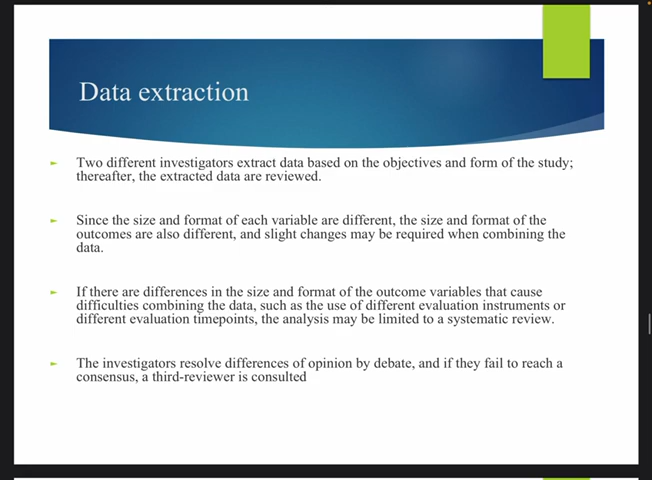 Data extraction
Two different investigators extract data based on the objectives and form of the study;
thereafter, the extracted data are reviewed.
Since the size and format of each variable are different, the size and format of the
outcomes are also different, and slight changes may be required when combining the
data.
If there are differences in the size and format of the outcome variables that cause
difficulties combining the data, such as the use of different evaluation instruments or
different evaluation timepoints, the analysis may be limited to a systematic review.
The investigators resolve differences of opinion by debate, and if they fail to reach a
consensus, a third-reviewer is consulted